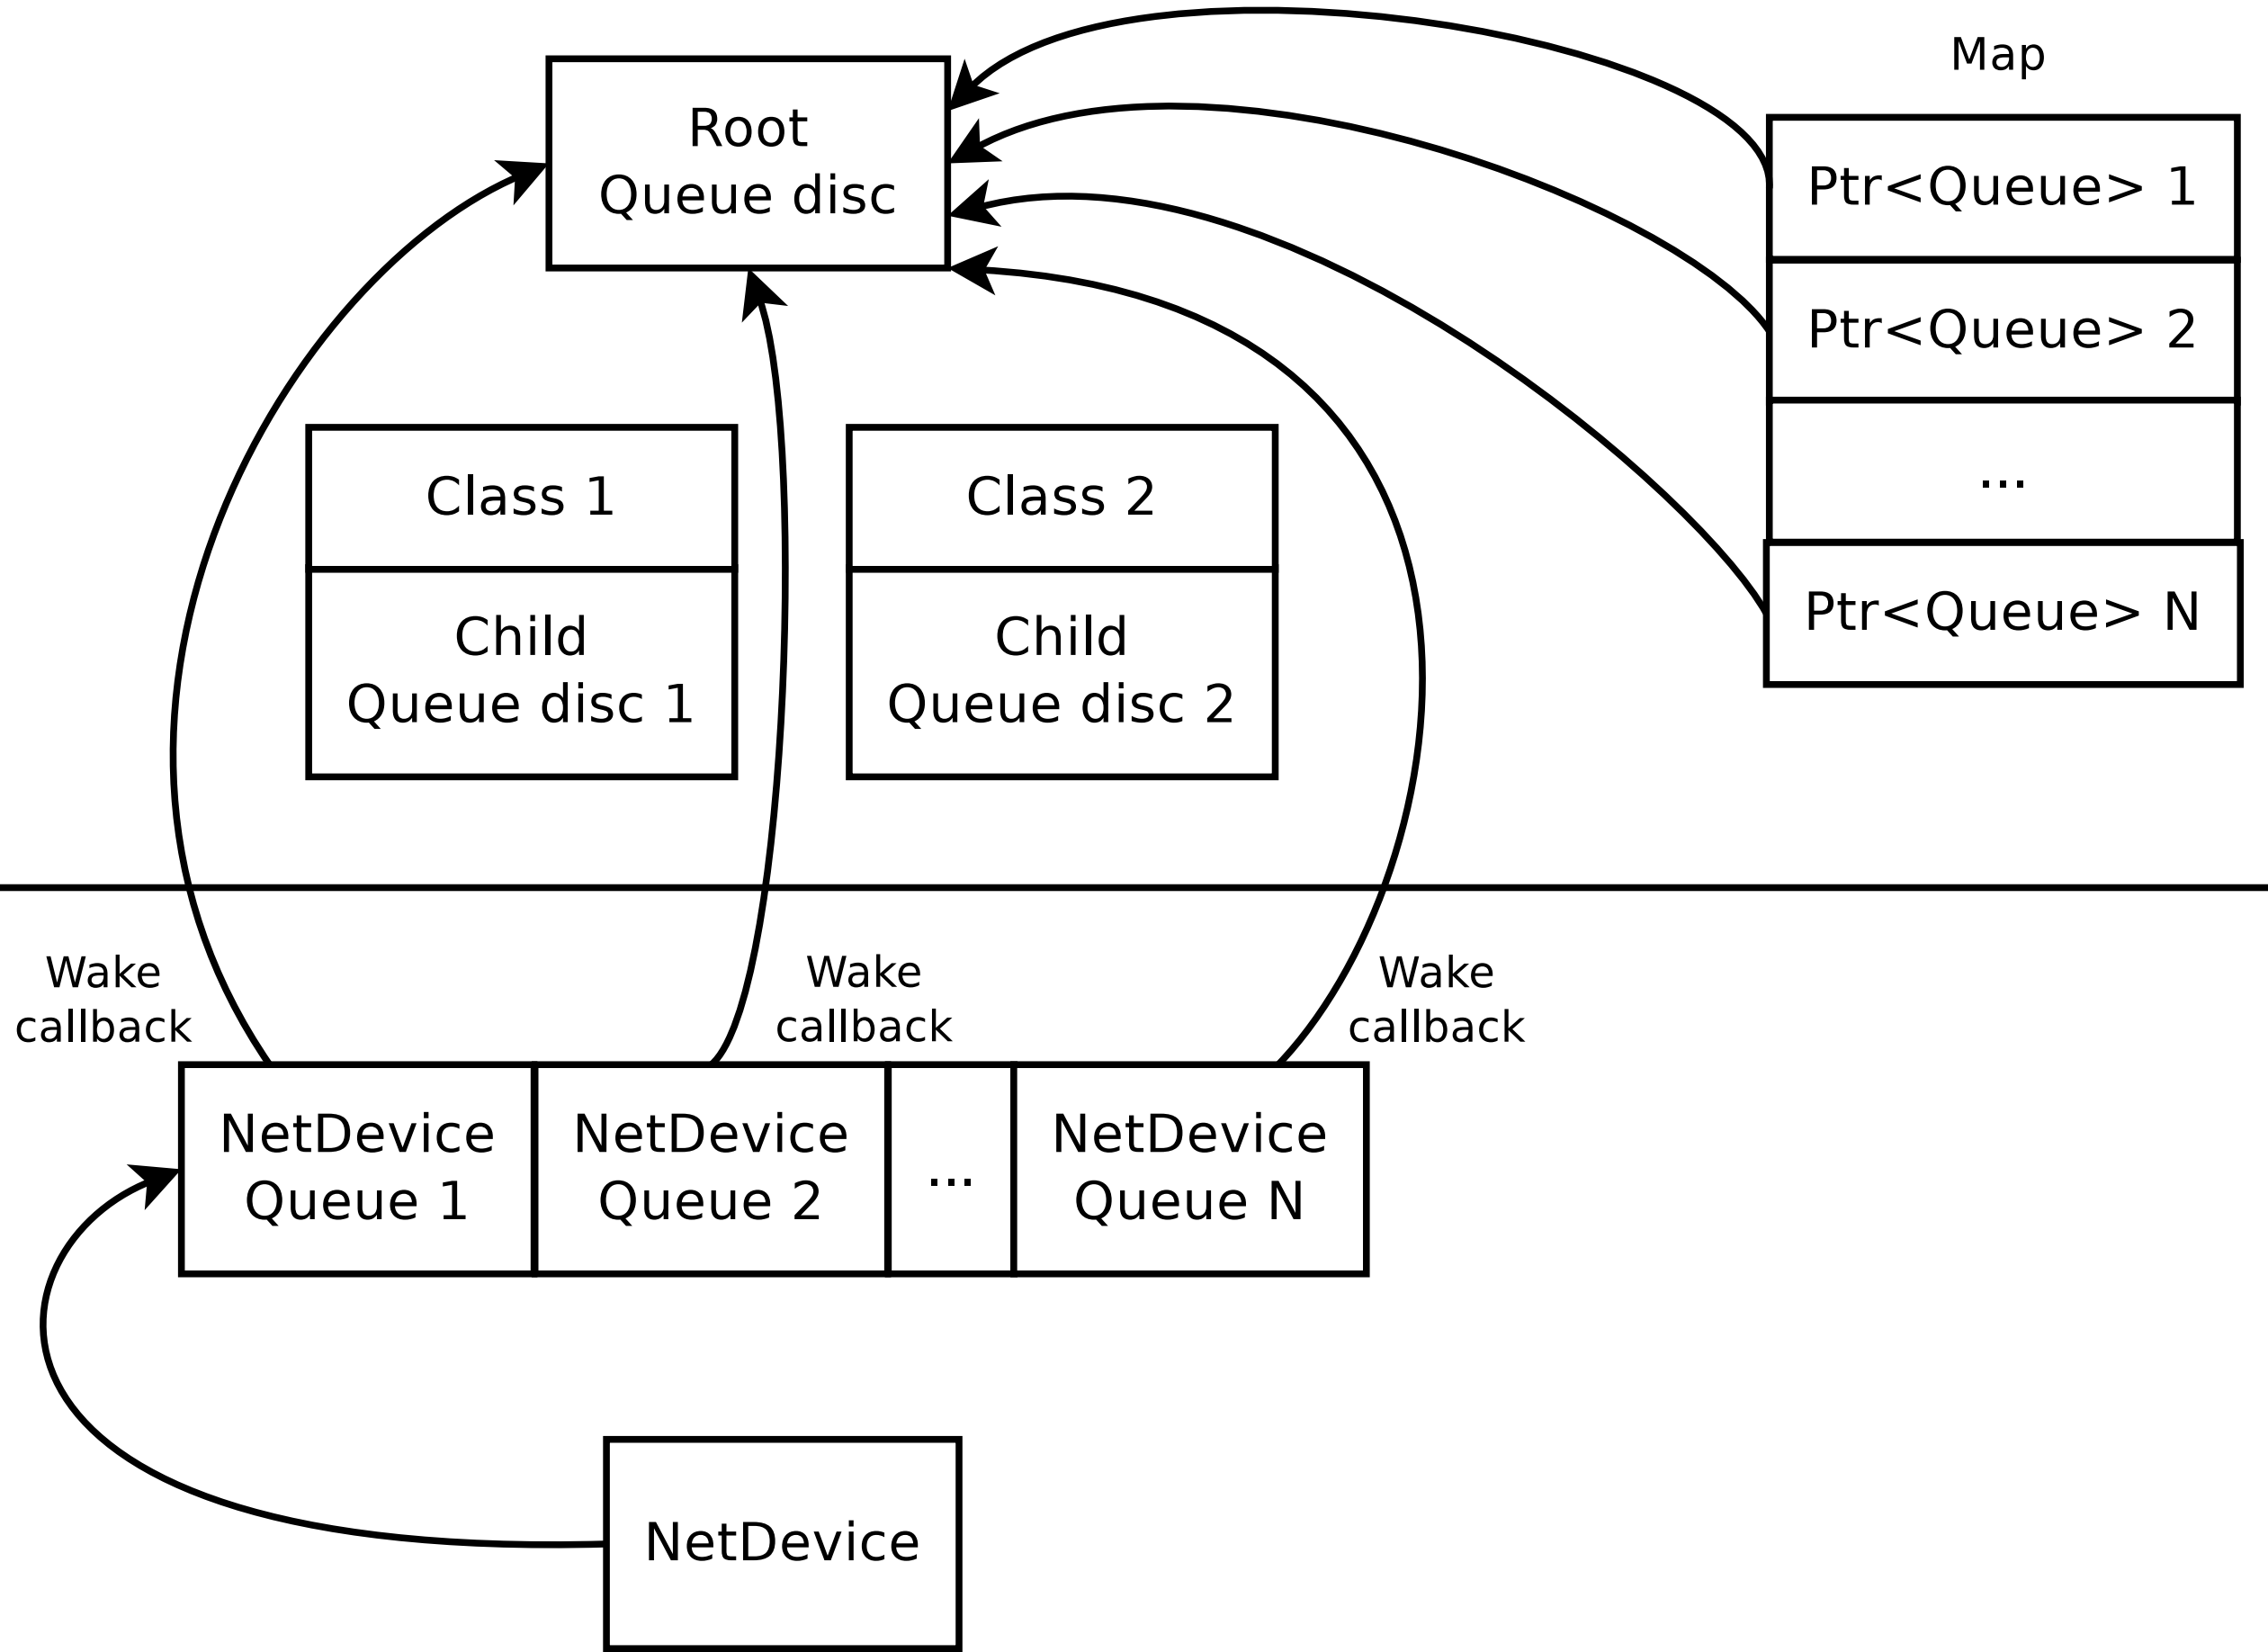 Map
Root
Queue disc
Ptr<Queue> 1
Ptr<Queue> 2
...
Ptr<Queue> N
Class 1
Child
Queue disc 1
Class 2
Child
Queue disc 2
Wake
callback
Wake
callback
Wake
callback
NetDevice
Queue 1
NetDevice
Queue 2
...
NetDevice
Queue N
NetDevice